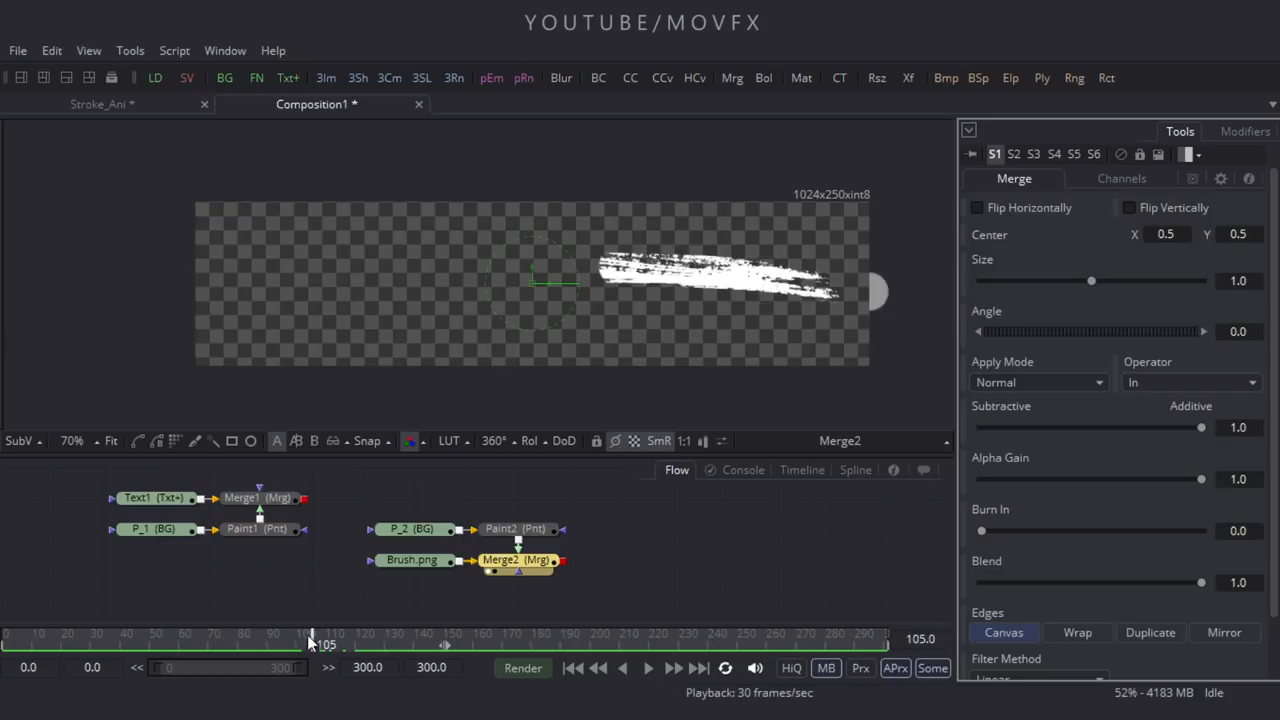 YOUTUBE/MOVFX
File Edit View Tools Script Window Help
LD SV BG FN Txt+ 3Im 3Sh 3Cm 3SL 3Rn pEm pRn Blur BC CC CCv HCv Mrg Bol Mat CT Rsz Xf Bmp BSp Elp Ply Rng Rct
Stroke_Ani * Composition1 *
Tools Modifiers
S1 S2 S3 S4 S5 S6
Merge Channels
1024x250xint8
Flip Horizontally Flip Vertically
Center X 0.5 Y 0.5
Size
1.0
Angle
0.0
Apply Mode Operator
Normal In
Subtractive Additive
1.0
Alpha Gain
1.0
Burn In
0.0
Blend
1.0
Edges
Canvas Wrap Duplicate Mirror
Filter Method
SubV 70% Fit A B Snap LUT 360° RoI DoD SmR 1:1 Merge2
Flow Console Timeline Spline
Text1 (Txt+) Merge1 (Mrg)
P_1 (BG) Paint1 (Pnt) P_2 (BG) Paint2 (Pnt)
Brush.png Merge2 (Mrg)
0 10 20 30 40 50 60 70 80 90 110 120 130 140 150 160 170 180 190 200 210 220 230 240 250 260 270 280 290
105 105.0
0.0 0.0 << 0 300 >> 300.0 300.0 Render HiQ MB Prx APrx Some
Playback: 30 frames/sec 52% - 4183 MB Idle